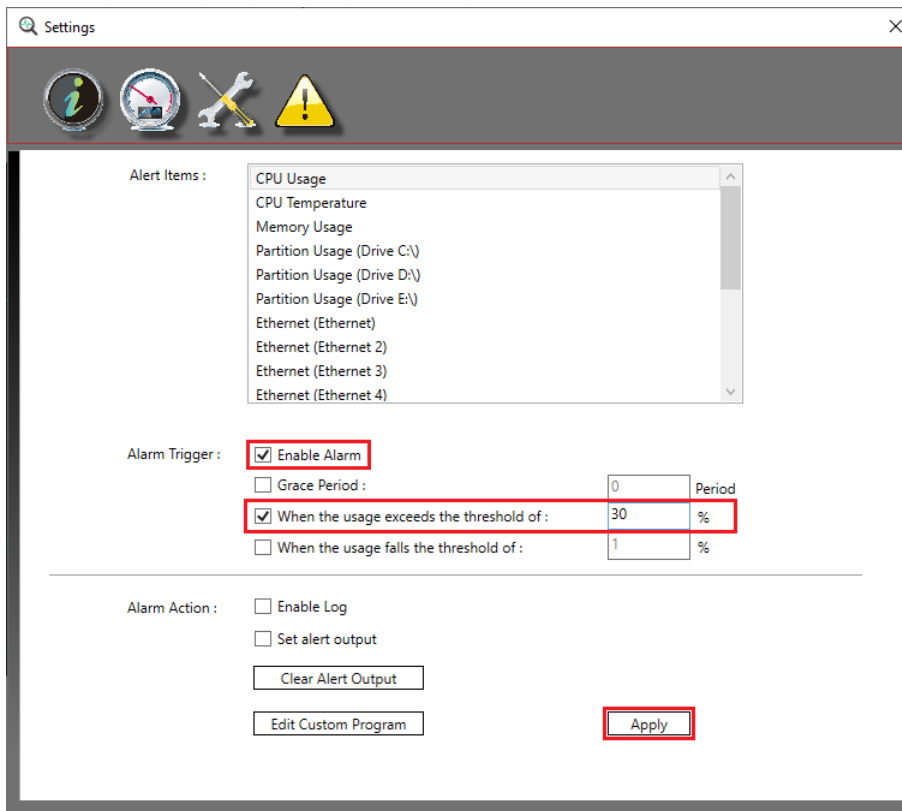 Settings
Alert Items :
CPU Usage
CPU Temperature
Memory Usage
Partition Usage (Drive C:\)
Partition Usage (Drive D:\)
Partition Usage (Drive E:\)
Ethernet (Ethernet)
Ethernet (Ethernet 2)
Ethernet (Ethernet 3)
Ethernet (Ethernet 4)
Alarm Trigger : Enable Alarm
Grace Period : 0 Period
When the usage exceeds the threshold of : 30 %
When the usage falls the threshold of : 1 %
Alarm Action : Enable Log
Set alert output
Clear Alert Output
Edit Custom Program Apply